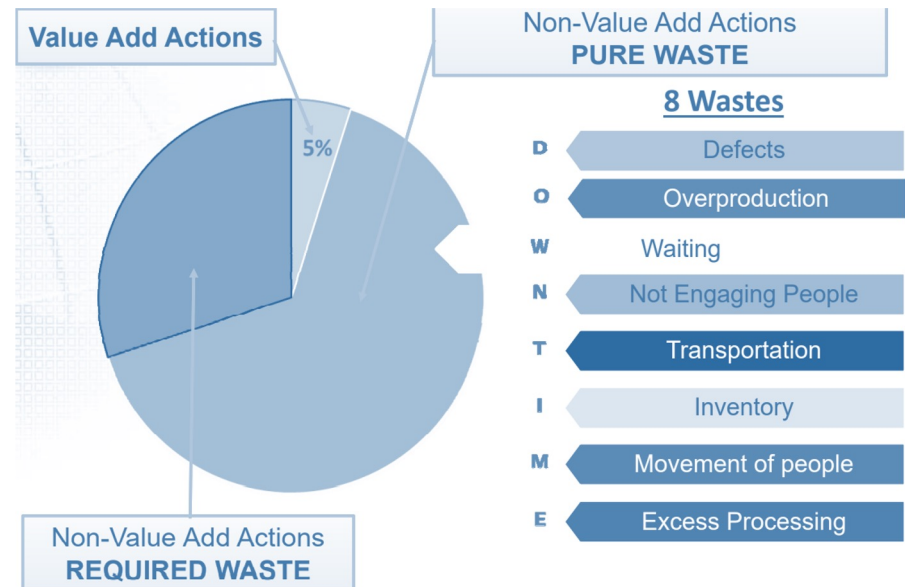 Value Add Actions
Non-Value Add Actions
PURE WASTE
8 Wastes
5%
D Defects
O Overproduction
W Waiting
N Not Engaging People
T Transportation
I Inventory
M Movement of people
E Excess Processing
Non-Value Add Actions
REQUIRED WASTE